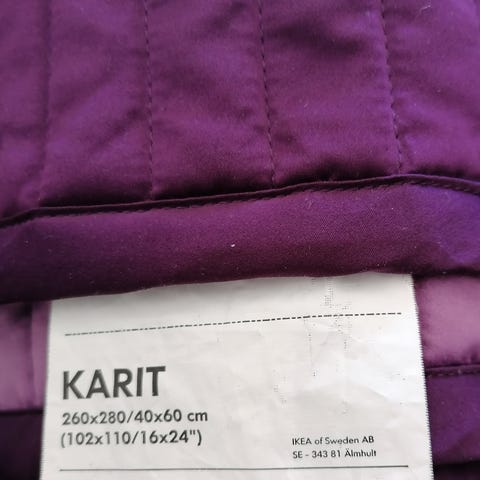 KARIT
260x280/40x60 cm
(102x110/16x24")
IKEA of Sweden AB
SE - 343 81 Älmhult